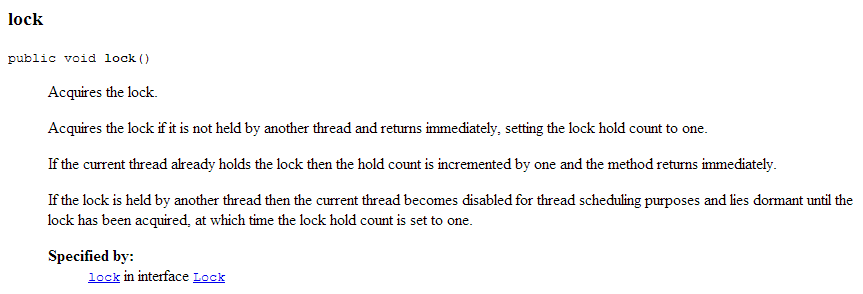 lock
public void lock()
Acquires the lock.
Acquires the lock if it is not held by another thread and returns immediately, setting the lock hold count to one.
If the current thread already holds the lock then the hold count is incremented by one and the method returns immediately.
If the lock is held by another thread then the current thread becomes disabled for thread scheduling purposes and lies dormant until the
lock has been acquired, at which time the lock hold count is set to one.
Specified by:
lock in interface Lock